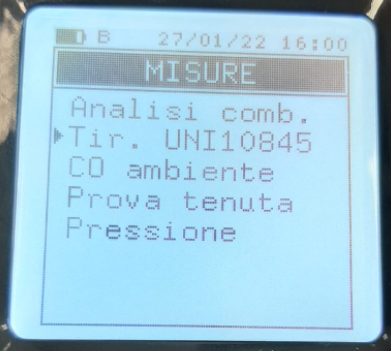 B 27/01/22 16:00
MISURE
Analisi comb.
Tir. UNI10845
CO ambiente
Prova tenuta
Pressione